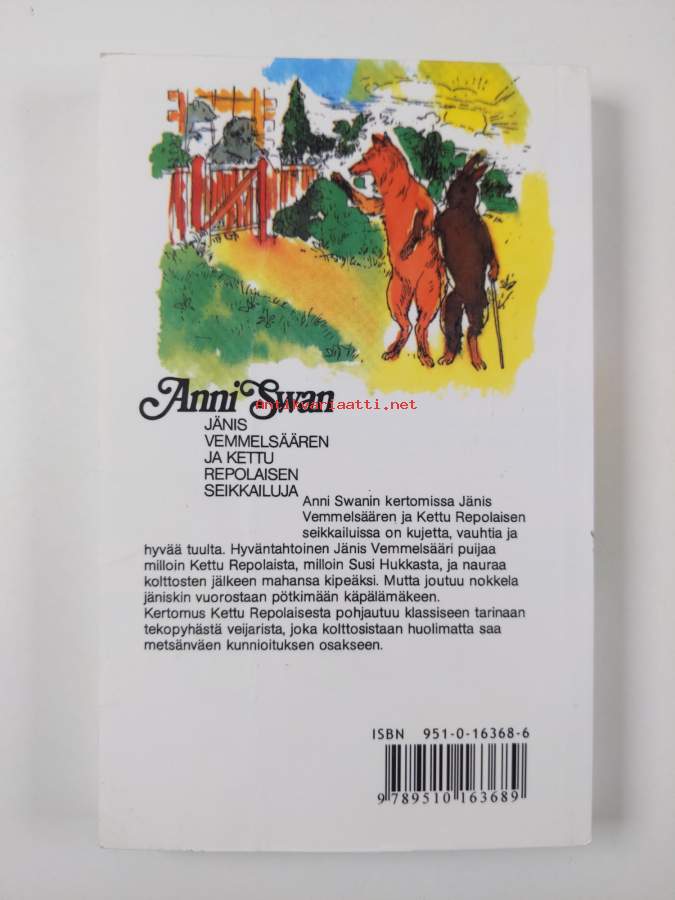 Anni Swan
Antikvariaatti.net
JÄNIS
VEMMELSÄÄREN
JA KETTU
REPOLAISEN
SEIKKAILUJA
Anni Swanin kertomissa Jänis
Vemmelsäären ja Kettu Repolaisen
seikkailuissa on kujetta, vauhtia ja
hyvää tuulta. Hyväntahtoinen Jänis Vemmelsääri puijaa
milloin Kettu Repolaista, milloin Susi Hukkasta, ja nauraa
kolttosten jälkeen mahansa kipeäksi. Mutta joutuu nokkela
jäniskin vuorostaan pötkimään käpälämäkeen.
Kertomus Kettu Repolaisesta pohjautuu klassiseen tarinaan
tekopyhästä veijarista, joka kolttosistaan huolimatta saa
metsänväen kunnioituksen osakseen.
ISBN 951-0-16368-6
9 789510 163689